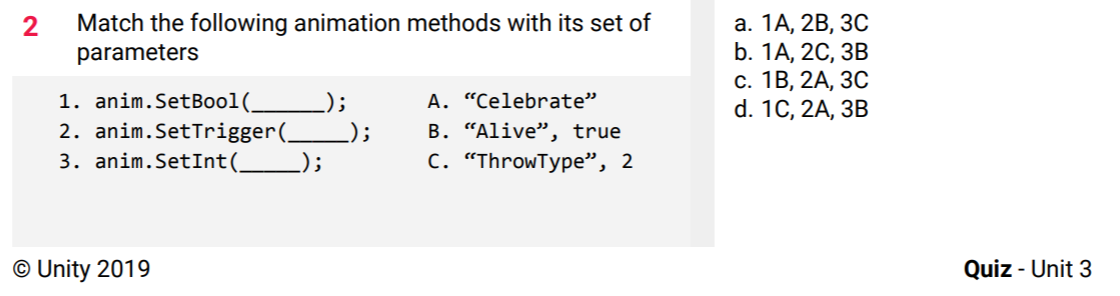 2 Match the following animation methods with its set of
parameters
1. anim.SetBool(______);
2. anim.SetTrigger(_____);
3. anim.SetInt(_____);
A. “Celebrate”
B. “Alive”, true
C. “ThrowType”, 2
a. 1A, 2B, 3C
b. 1A, 2C, 3B
c. 1B, 2A, 3C
d. 1C, 2A, 3B
© Unity 2019
Quiz - Unit 3